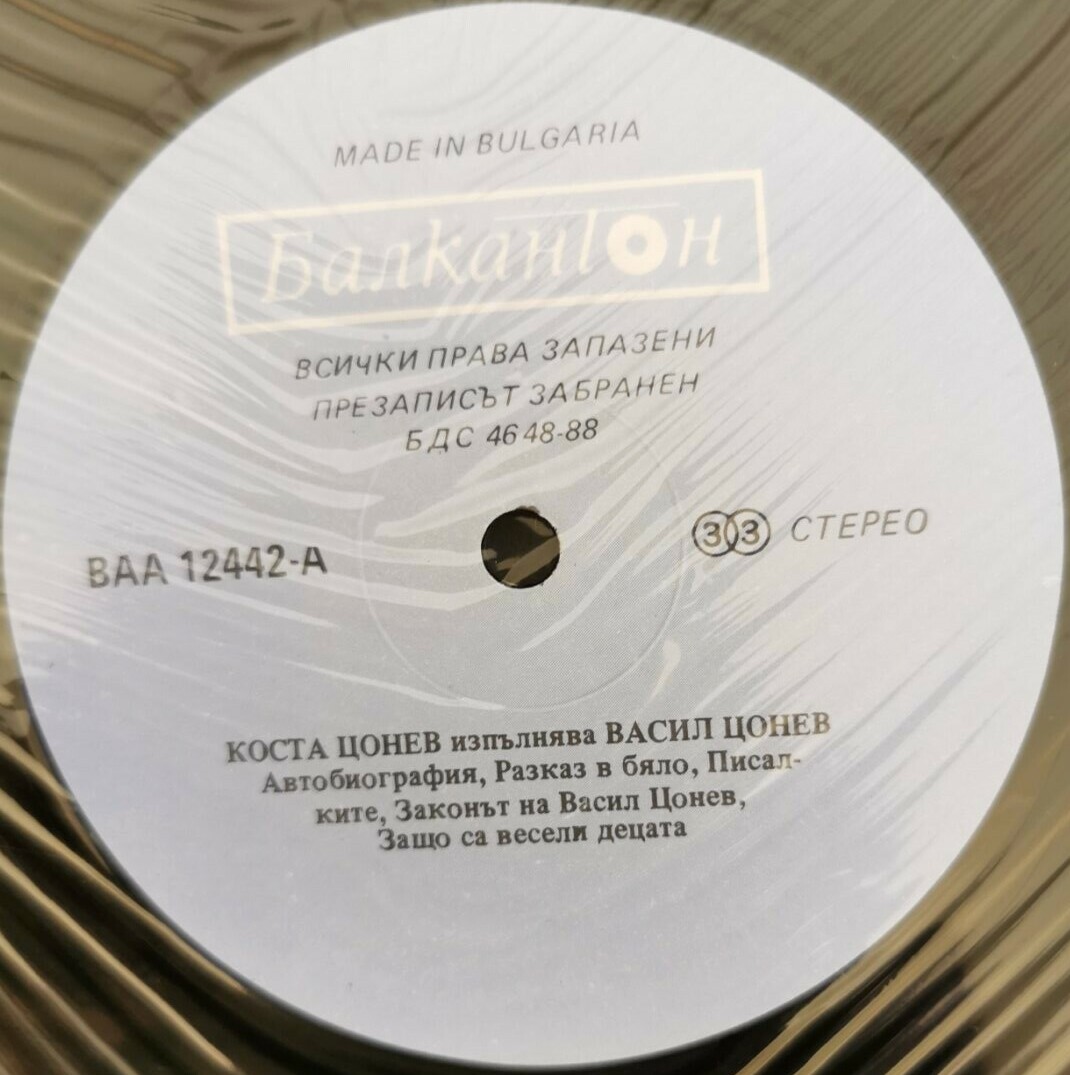 MADE IN BULGARIA
Балкантон
ВСИЧКИ ПРАВА ЗАПАЗЕНИ
ПРЕЗАПИСЪТ ЗАБРАНЕН
БДС 4648-88
ВАА 12442-А
33 СТЕРЕО
КОСТА ЦОНЕВ изпълнява ВАСИЛ ЦОНЕВ
Автобиография, Разказ в бяло, Писал-
ките, Законът на Васил Цонев,
Защо са весели децата